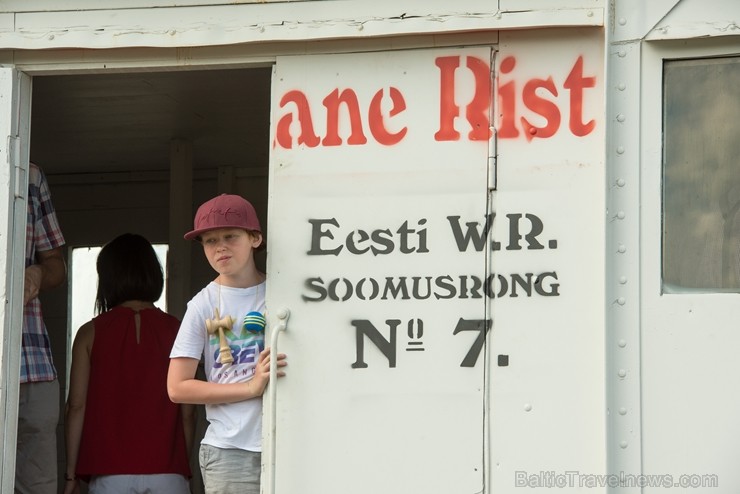 ane Rist
Eesti W.R.
SOOMUSRONG
Nº 7.
BalticTravelnews.com